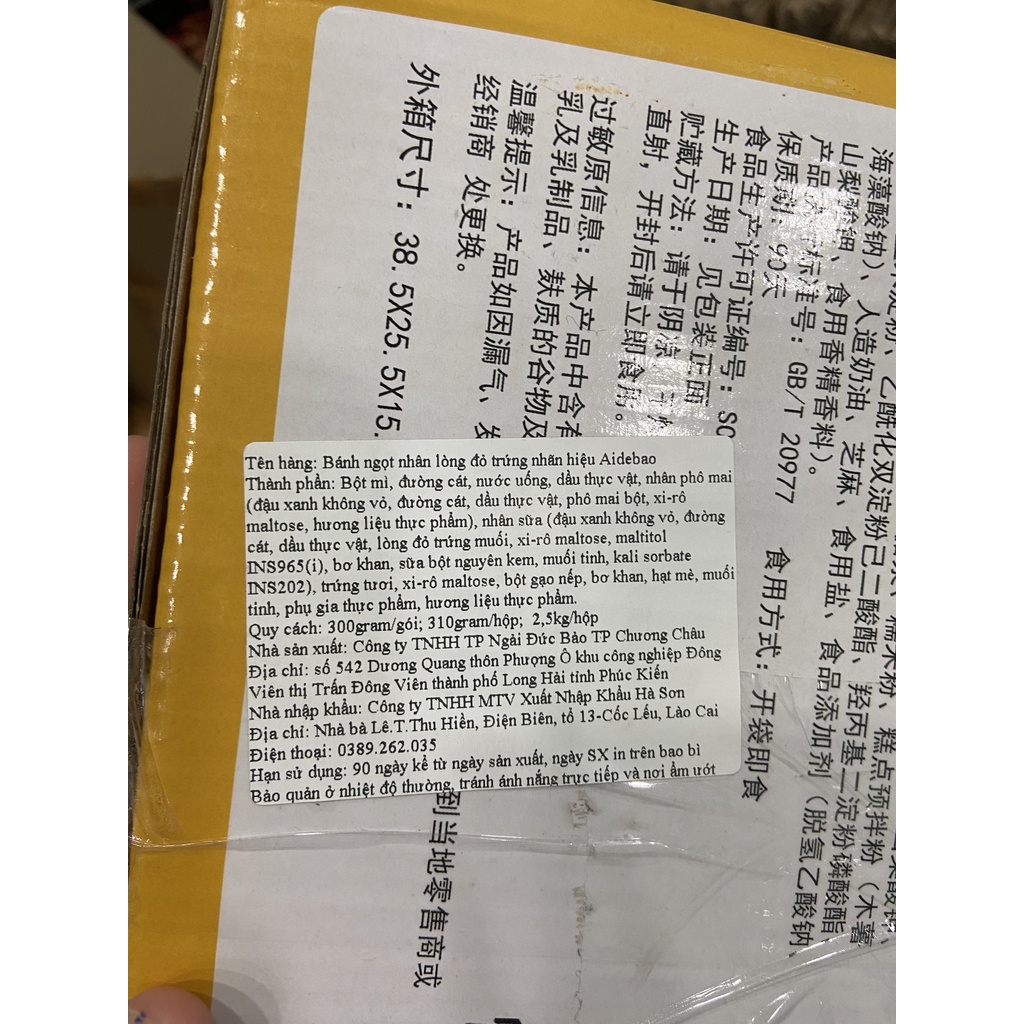 海藻酸钠)、人造奶油、芝麻、食用盐、食品添加剂(脱氢乙酸钠
山梨酸钾、食用香精香料)。
GB/T 20977 食用方式:开袋即食
保质期:90天
食品生产许可证编号:SC
生产日期:见包装正面
贮藏方法:请于阴凉
直射,开封后请立即食用。
过敏原信息:本产品中含有
乳及乳制品、麸质的谷物及
温馨提示:产品如因漏气、
到当地零售商或
经销商 处更换。
外箱尺寸:38.5X25.5X15.
Tên hàng: Bánh ngọt nhân lòng đỏ trứng nhãn hiệu Aidebao
Thành phần: Bột mì, đường cát, nước uống, dầu thực vật, nhân phô mai
(đậu xanh không vỏ, đường cát, dầu thực vật, phô mai bột, xi-rô
maltose, hương liệu thực phẩm), nhân sữa (đậu xanh không vỏ, đường
cát, dầu thực vật, lòng đỏ trứng muối, xi-rô maltose, maltitol
INS965(i), bơ khan, sữa bột nguyên kem, muối tinh, kali sorbate
INS202), trứng tươi, xi-rô maltose, bột gạo nếp, bơ khan, hạt mè, muối
tinh, phụ gia thực phẩm, hương liệu thực phẩm.
Quy cách: 300gram/gói; 310gram/hộp; 2,5kg/hộp
Nhà sản xuất: Công ty TNHH TP Ngải Đức Bảo TP Chương Châu
Địa chỉ: số 542 Dương Quang thôn Phượng Ô khu công nghiệp Đông
Viên thị Trấn Đông Viên thành phố Long Hải tỉnh Phúc Kiến
Nhà nhập khẩu: Công ty TNHH MTV Xuất Nhập Khẩu Hà Sơn
Địa chỉ: Nhà bà Lê.T.Thu Hiền, Điện Biên, tổ 13-Cốc Lếu, Lào Cai
Điện thoại: 0389.262.035
Hạn sử dụng: 90 ngày kể từ ngày sản xuất, ngày SX in trên bao bì
Bảo quản ở nhiệt độ thường, tránh ánh nắng trực tiếp và nơi ẩm ướt